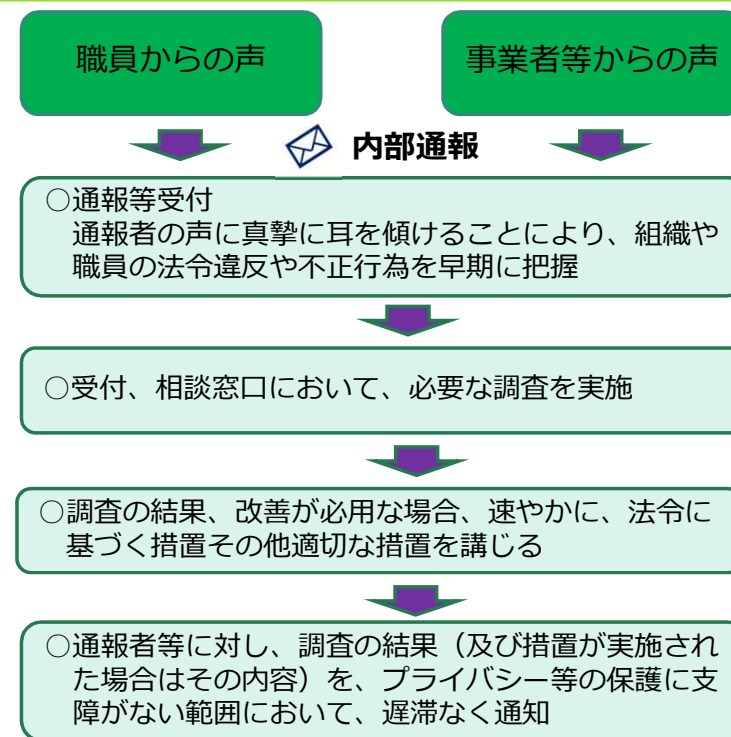 職員からの声
事業者等からの声
内部通報
○通報等受付
通報者の声に真摯に耳を傾けることにより、組織や
職員の法令違反や不正行為を早期に把握
○受付、相談窓口において、必要な調査を実施
○調査の結果、改善が必用な場合、速やかに、法令に
基づく措置その他適切な措置を講じる
○通報者等に対し、調査の結果（及び措置が実施され
た場合はその内容）を、プライバシー等の保護に支
障がない範囲において、遅滞なく通知